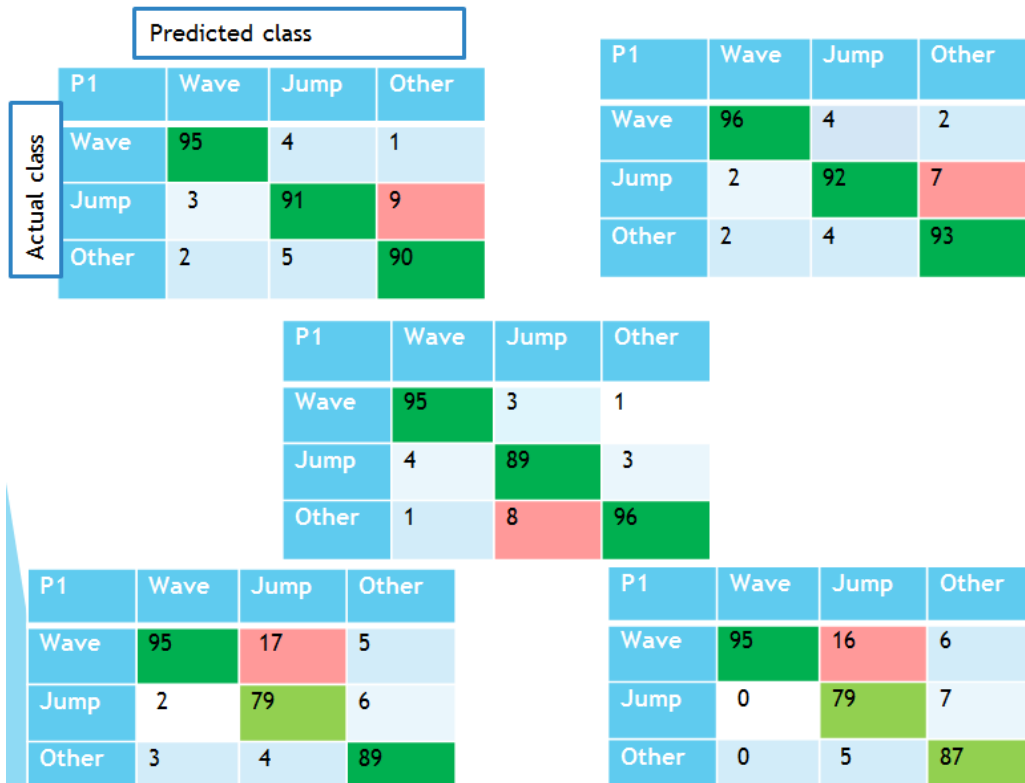 Predicted class
Actual class
P1 Wave Jump Other
Wave 95 4 1
Jump 3 91 9
Other 2 5 90
P1 Wave Jump Other
Wave 96 4 2
Jump 2 92 7
Other 2 4 93
P1 Wave Jump Other
Wave 95 3 1
Jump 4 89 3
Other 1 8 96
P1 Wave Jump Other
Wave 95 17 5
Jump 2 79 6
Other 3 4 89
P1 Wave Jump Other
Wave 95 16 6
Jump 0 79 7
Other 0 5 87